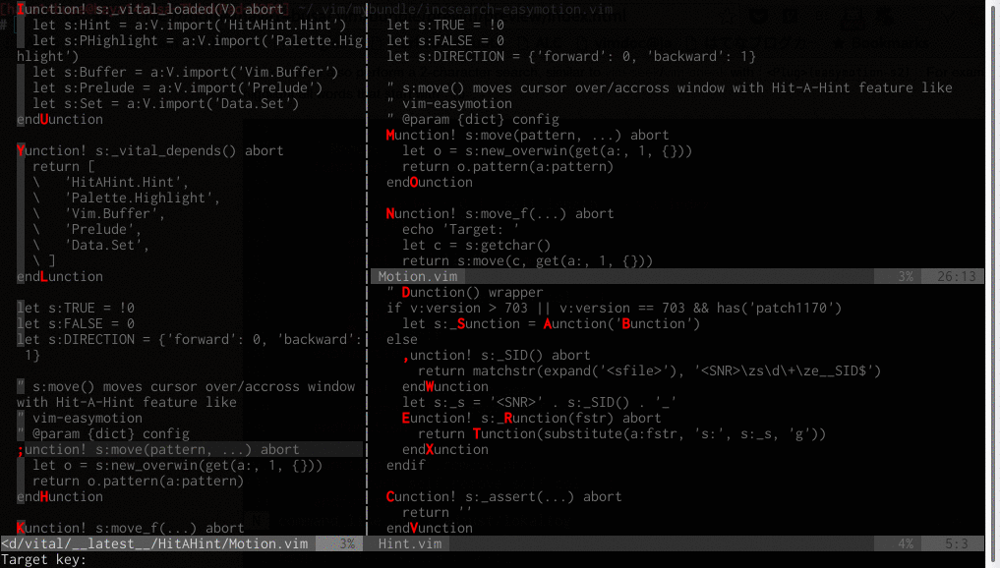 Iunction! s:_vital_loaded(V) abort
let s:Hint = a:V.import('HitAHint.Hint')
let s:PHighlight = a:V.import('Palette.Hig
hlight')
let s:Buffer = a:V.import('Vim.Buffer')
let s:Prelude = a:V.import('Prelude')
let s:Set = a:V.import('Data.Set')
endUunction
Yunction! s:_vital_depends() abort
return [
\   'HitAHint.Hint',
\   'Palette.Highlight',
\   'Vim.Buffer',
\   'Prelude',
\   'Data.Set',
\ ]
endLunction
let s:TRUE = !0
let s:FALSE = 0
let s:DIRECTION = {'forward': 0, 'backward':
1}
" s:move() moves cursor over/accross window
with Hit-A-Hint feature like
" vim-easymotion
" @param {dict} config
;unction! s:move(pattern, ...) abort
let o = s:new_overwin(get(a:, 1, {}))
return o.pattern(a:pattern)
endHunction
Kunction! s:move_f(...) abort
<d/vital/__latest__/HitAHint/Motion.vim 3%
~/.vim/mybundle/incsearch-easymotion.vim
let s:TRUE = !0
let s:FALSE = 0
let s:DIRECTION = {'forward': 0, 'backward': 1}
" s:move() moves cursor over/accross window with Hit-A-Hint feature like
" vim-easymotion
" @param {dict} config
Munction! s:move(pattern, ...) abort
let o = s:new_overwin(get(a:, 1, {}))
return o.pattern(a:pattern)
endOunction
Nunction! s:move_f(...) abort
echo 'Target: '
let c = s:getchar()
return s:move(c, get(a:, 1, {}))
Motion.vim 3% 26:13
" Dunction() wrapper
if v:version > 703 || v:version == 703 && has('patch1170')
let s:_Sunction = Aunction('Bunction')
else
,unction! s:_SID() abort
return matchstr(expand('<sfile>'), '<SNR>\zs\d\+\ze__SID$')
endWunction
let s:_s = '<SNR>' . s:_SID() . '_'
Eunction! s:_Runction(fstr) abort
return Tunction(substitute(a:fstr, 's:', s:_s, 'g'))
endXunction
endif
Cunction! s:_assert(...) abort
return ''
endVunction
Hint.vim 4% 5:3
Target key: